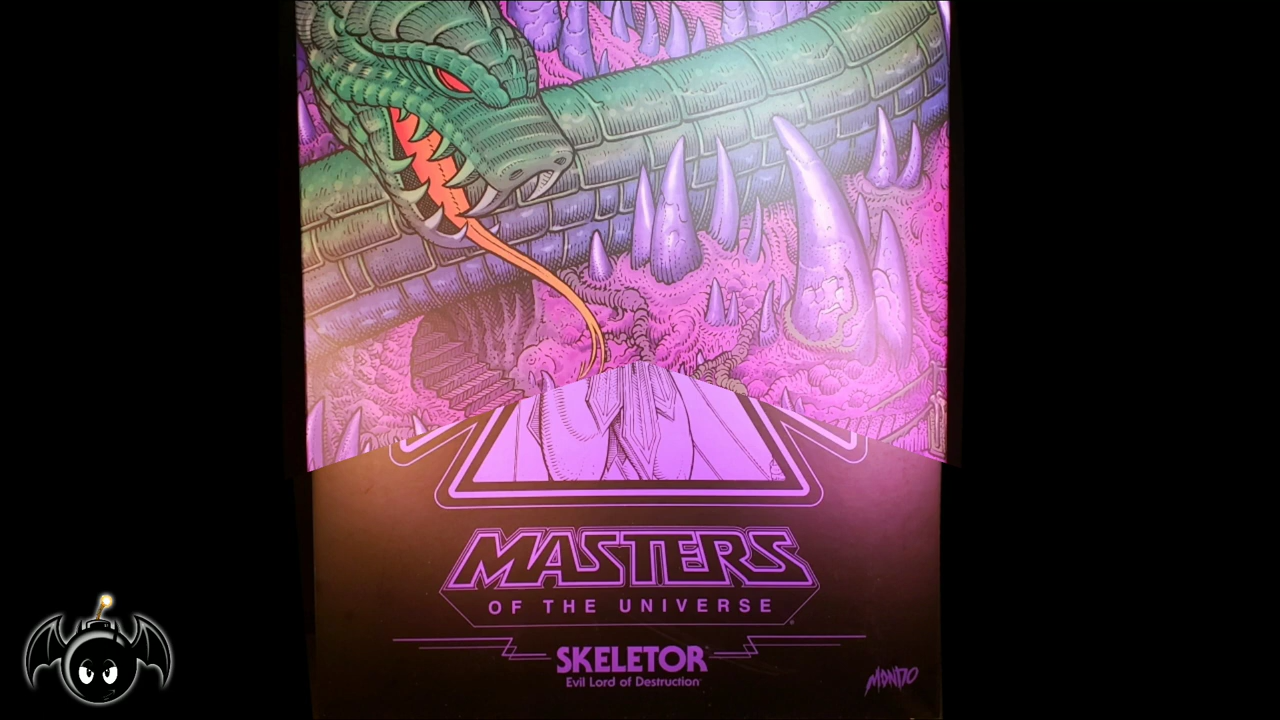 MASTERS
OF THE UNIVERSE
SKELETOR
Evil Lord of Destruction
MONDO